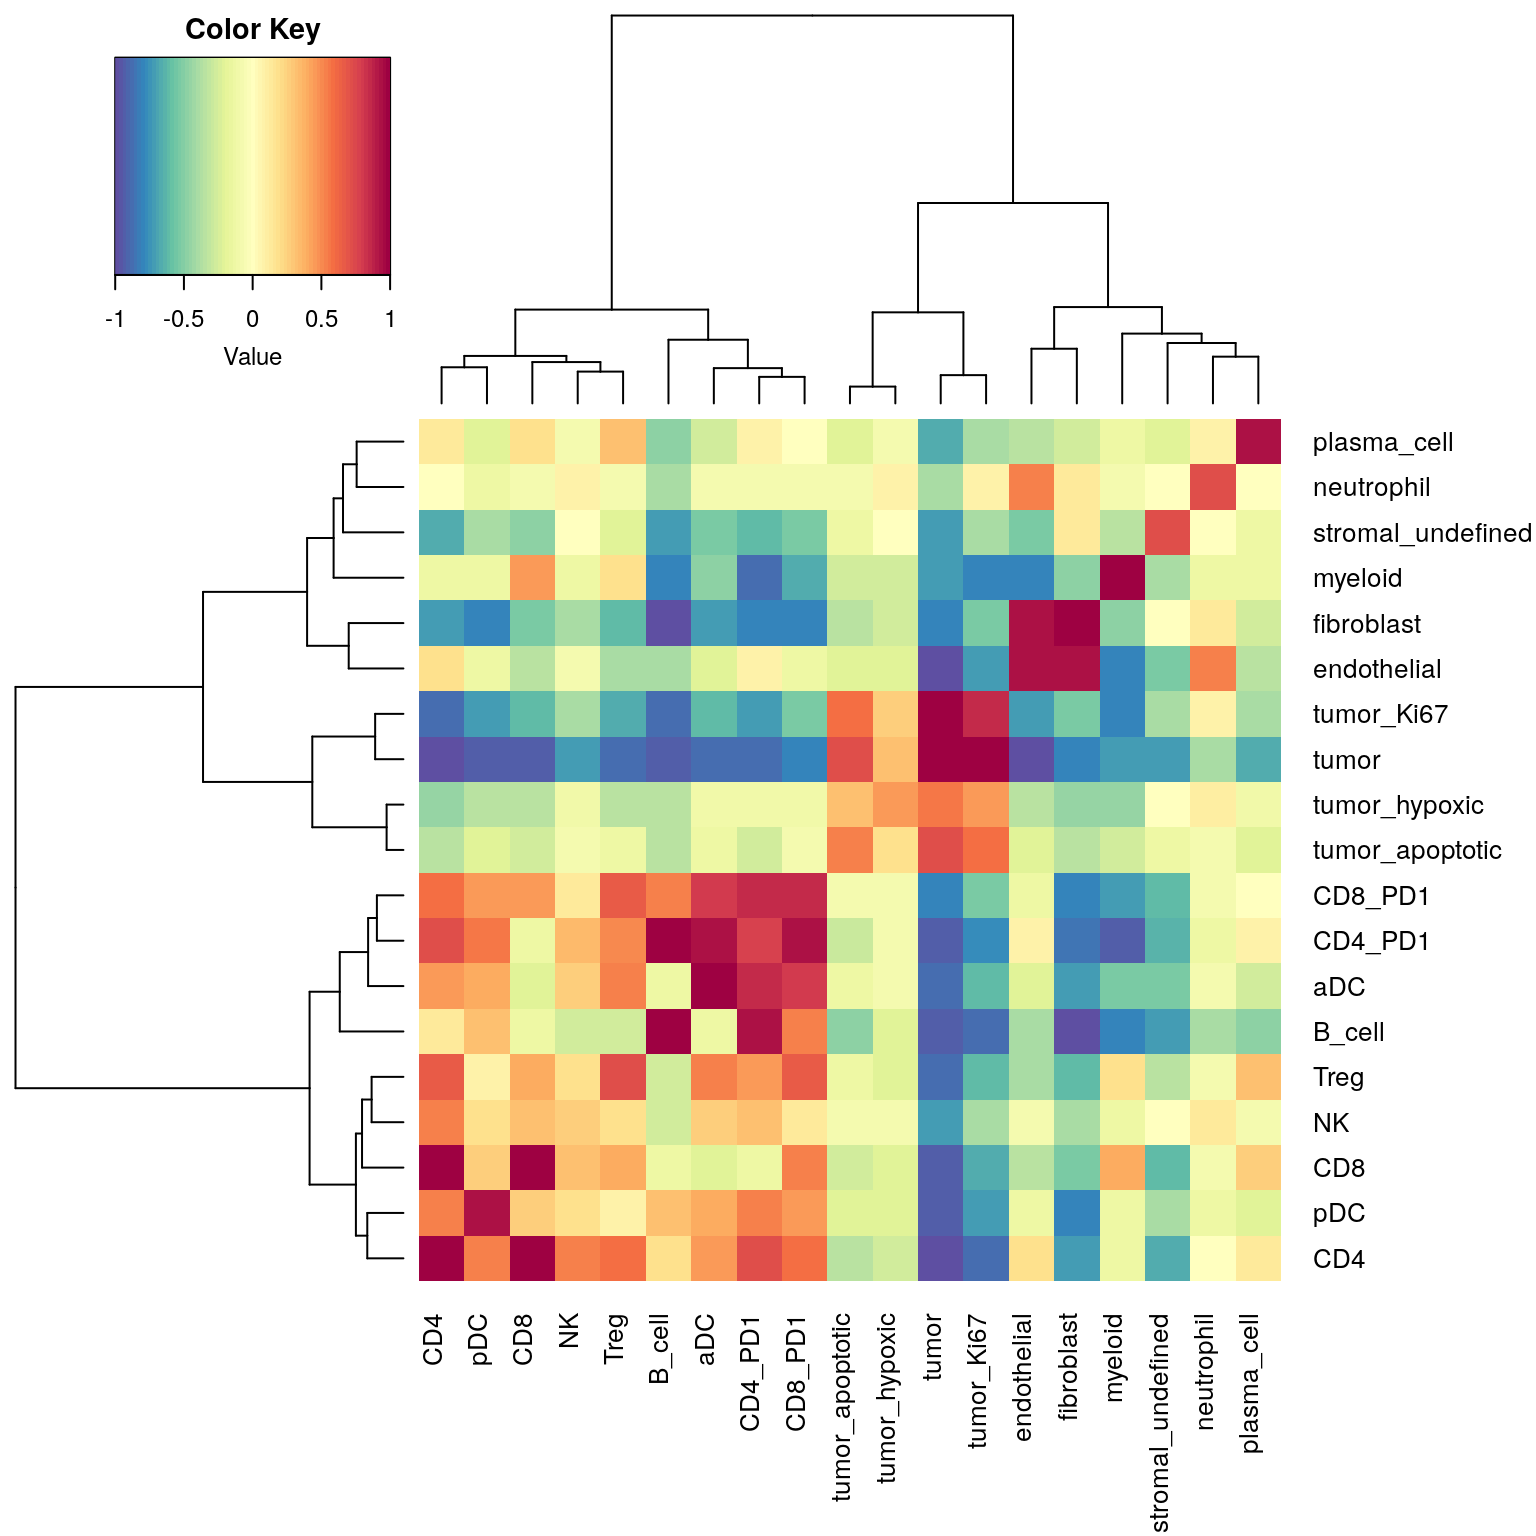 Color Key
-1 -0.5 0 0.5 1
Value
plasma_cell
neutrophil
stromal_undefined
myeloid
fibroblast
endothelial
tumor_Ki67
tumor
tumor_hypoxic
tumor_apoptotic
CD8_PD1
CD4_PD1
aDC
B_cell
Treg
NK
CD8
pDC
CD4
CD4
pDC
CD8
NK
Treg
B_cell
aDC
CD4_PD1
CD8_PD1
tumor_apoptotic
tumor_hypoxic
tumor
tumor_Ki67
endothelial
fibroblast
myeloid
stromal_undefined
neutrophil
plasma_cell